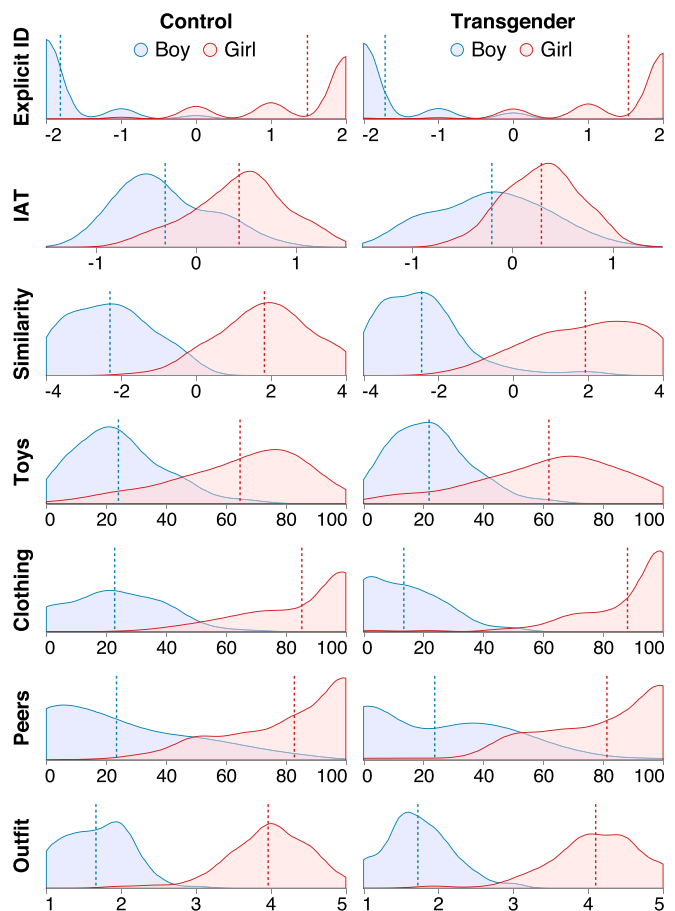 Control Transgender
Boy Girl Boy Girl
Explicit ID
-2 -1 0 1 2 -2 -1 0 1 2
IAT
-1 0 1 -1 0 1
Similarity
-4 -2 0 2 4 -4 -2 0 2 4
Toys
0 20 40 60 80 100 0 20 40 60 80 100
Clothing
0 20 40 60 80 100 0 20 40 60 80 100
Peers
0 20 40 60 80 100 0 20 40 60 80 100
Outfit
1 2 3 4 5 1 2 3 4 5